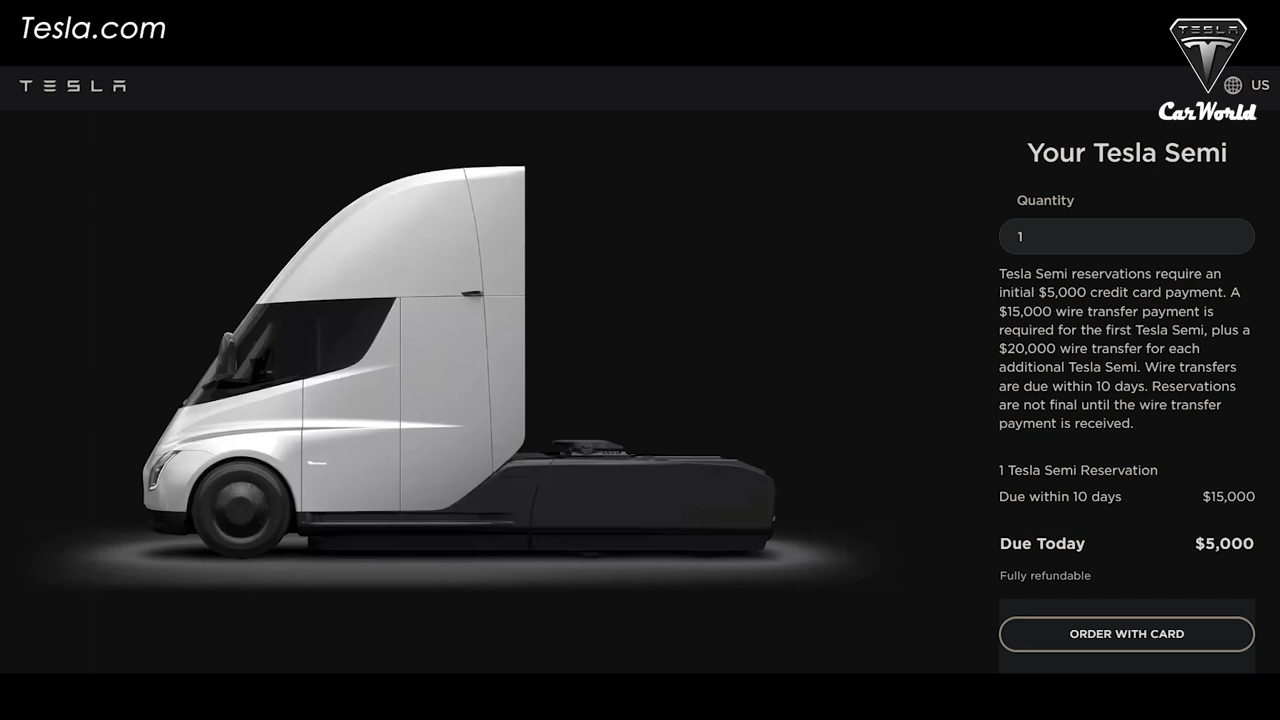 Tesla.com
TESLA
TESLA
US
CarWorld
Your Tesla Semi
Quantity
1
Tesla Semi reservations require an
initial $5,000 credit card payment. A
$15,000 wire transfer payment is
required for the first Tesla Semi, plus a
$20,000 wire transfer for each
additional Tesla Semi. Wire transfers
are due within 10 days. Reservations
are not final until the wire transfer
payment is received.
1 Tesla Semi Reservation
Due within 10 days $15,000
Due Today $5,000
Fully refundable
ORDER WITH CARD